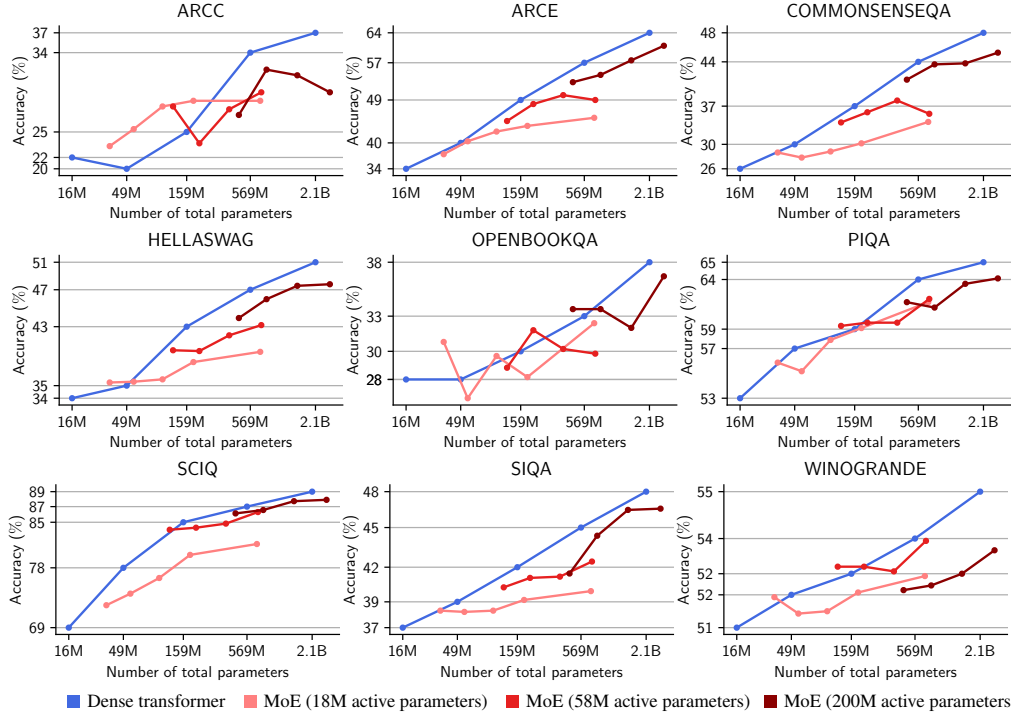 ARCC
Accuracy (%)
37
34
25
22
20
16M 49M 159M 569M 2.1B
Number of total parameters
ARCE
Accuracy (%)
64
57
49
40
34
16M 49M 159M 569M 2.1B
Number of total parameters
COMMONSENSEQA
Accuracy (%)
48
44
37
30
26
16M 49M 159M 569M 2.1B
Number of total parameters
HELLASWAG
Accuracy (%)
51
47
43
35
34
16M 49M 159M 569M 2.1B
Number of total parameters
OPENBOOKQA
Accuracy (%)
38
33
30
28
16M 49M 159M 569M 2.1B
Number of total parameters
PIQA
Accuracy (%)
65
64
59
57
53
16M 49M 159M 569M 2.1B
Number of total parameters
SCIQ
Accuracy (%)
89
87
85
78
69
16M 49M 159M 569M 2.1B
Number of total parameters
SIQA
Accuracy (%)
48
45
42
39
37
16M 49M 159M 569M 2.1B
Number of total parameters
WINOGRANDE
Accuracy (%)
55
54
52
52
51
16M 49M 159M 569M 2.1B
Number of total parameters
Dense transformer MoE (18M active parameters) MoE (58M active parameters) MoE (200M active parameters